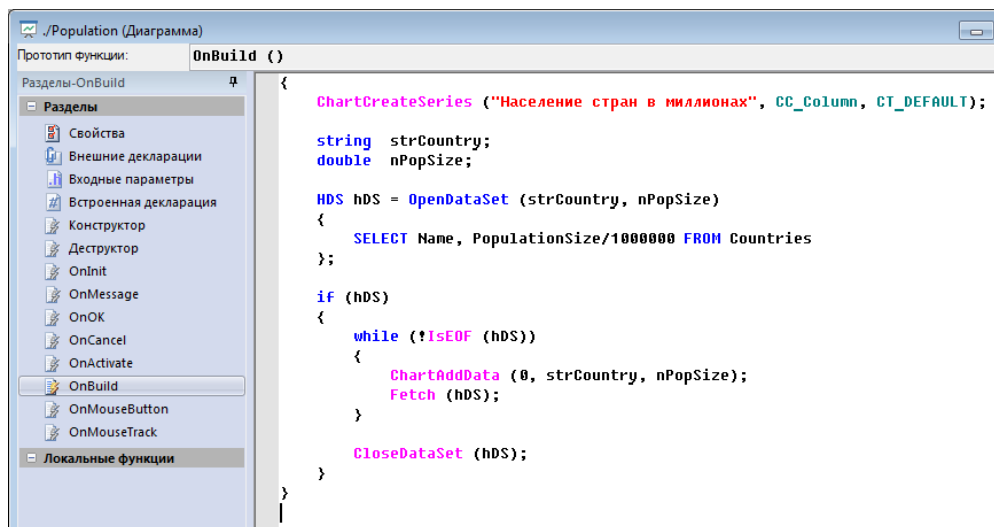 ./Population (Диаграмма)
Прототип функции: OnBuild ()
Разделы-OnBuild
Разделы
Свойства
Внешние декларации
Входные параметры
Встроенная декларация
Конструктор
Деструктор
OnInit
OnMessage
OnOK
OnCancel
OnActivate
OnBuild
OnMouseButton
OnMouseTrack
Локальные функции
{
ChartCreateSeries ("Население стран в миллионах", CC_Column, CT_DEFAULT);
string strCountry;
double nPopSize;
HDS hDS = OpenDataSet (strCountry, nPopSize)
{
SELECT Name, PopulationSize/1000000 FROM Countries
};
if (hDS)
{
while (!IsEOF (hDS))
{
ChartAddData (0, strCountry, nPopSize);
Fetch (hDS);
}
CloseDataSet (hDS);
}
}